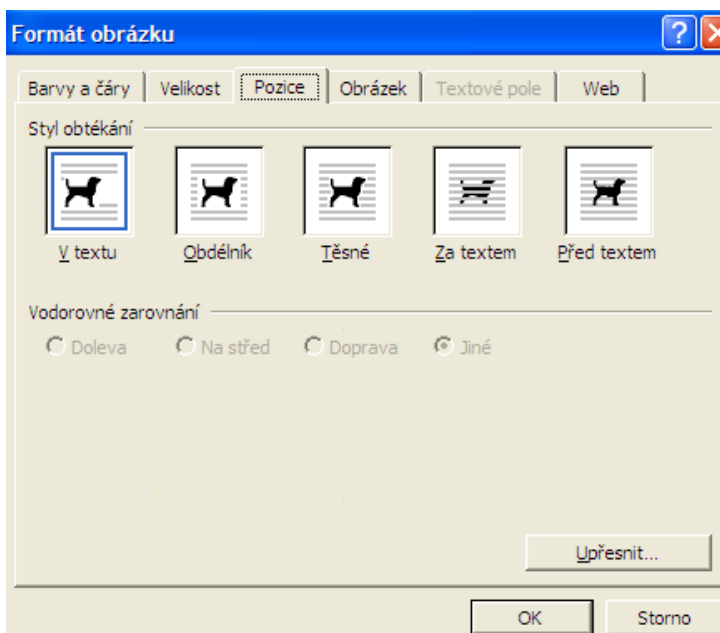 Formát obrázku
Barvy a čáry Velikost Pozice Obrázek Textové pole Web
Styl obtékání
V textu Obdélník Těsné Za textem Před textem
Vodorovné zarovnání
Doleva Na střed Doprava Jiné
Upřesnit...
OK Storno